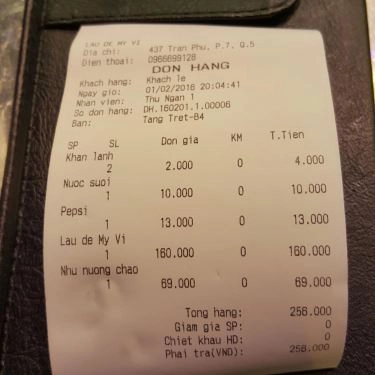 LAU DE MY VI
Dia chi: 437 Tran Phu, P.7, Q.5
Dien thoai: 0966699128
DON HANG
Khach hang: Khach le
Ngay gio: 01/02/2016 20:04:41
Nhan vien: Thu Ngan 1
So don hang: DH.160201.1.00006
Ban: Tang Tret-B4
SP SL Don gia KM T.Tien
Khan lanh
2 2.000 0 4.000
Nuoc suoi
1 10.000 0 10.000
Pepsi
1 13.000 0 13.000
Lau de My Vi
1 160.000 0 160.000
Nhu nuong chao
1 69.000 0 69.000
Tong hang: 256.000
Giam gia SP: 0
Chiet khau HD: 0
Phai tra(VND): 256.000